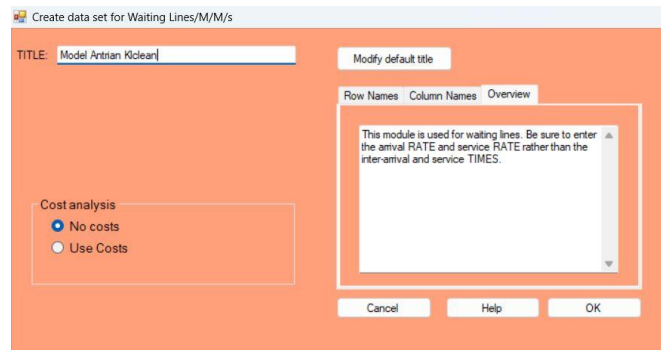 Create data set for Waiting Lines/M/M/s
TITLE: Model Antrian Klclean
Modify default title
Row Names Column Names Overview
This module is used for waiting lines. Be sure to enter
the arrival RATE and service RATE rather than the
inter-arrival and service TIMES.
Cost analysis
No costs
Use Costs
Cancel Help OK